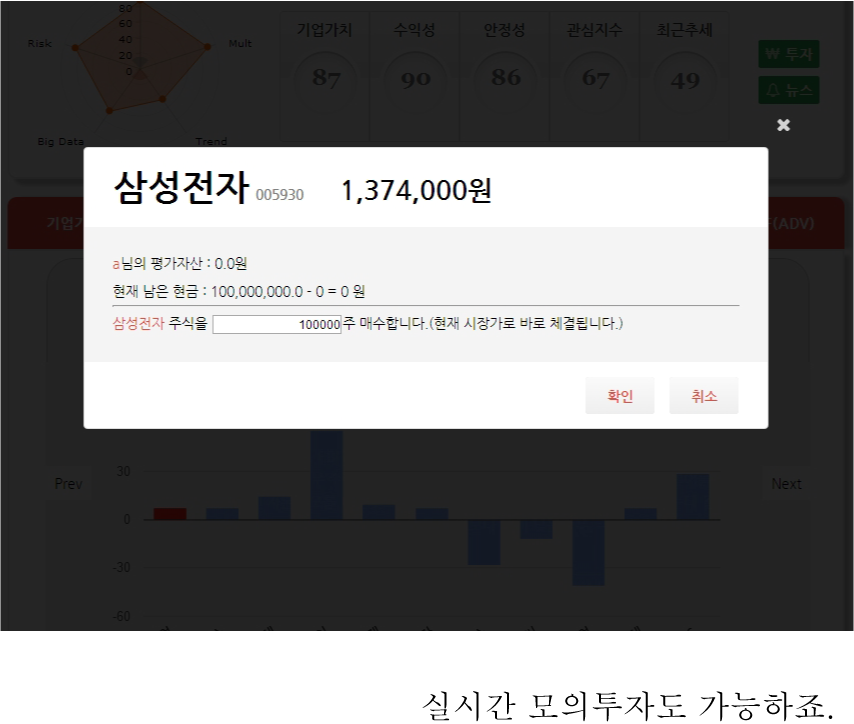 80
60
40
20
0
Risk
Mult
Big Data
Trend
기업가치 수익성 안정성 관심지수 최근추세
87 90 86 67 49
₩ 투자
뉴스
삼성전자 005930 1,374,000원
기업가
F(ADV)
a님의 평가자산 : 0.0원
현재 남은 현금 : 100,000,000.0 - 0 = 0 원
삼성전자 주식을 100000주 매수합니다.(현재 시장가로 바로 체결됩니다.)
확인 취소
30
Prev
Next
0
-30
-60
실시간 모의투자도 가능하죠.